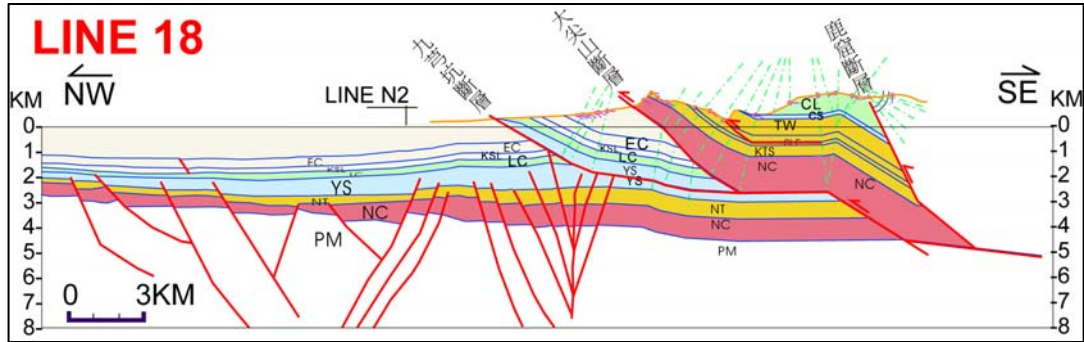 LINE 18
九芎坑斷層
大尖山斷層
鹿窟斷層
KM
NW
LINE N2
SE
KM
0
1
2
3
4
5
6
7
8
EC
KSL
YS
NT
NC
PM
EC
KSL
LC
EC
KSL
LC
YS
YS
NT
NC
PM
CL
CS
TW
KTS
NC
NC
0
1
2
3
4
5
6
7
8
0 3KM